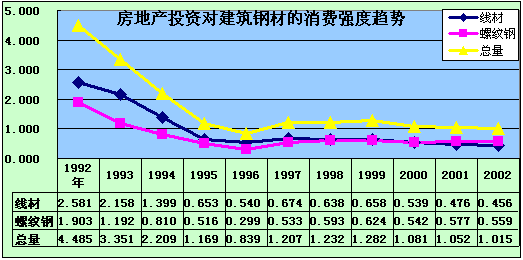 房地产投资对建筑钢材的消费强度趋势
线材
螺纹钢
总量
5.000
4.000
3.000
2.000
1.000
0.000
1992年 1993 1994 1995 1996 1997 1998 1999 2000 2001 2002
线材 2.581 2.158 1.399 0.653 0.540 0.674 0.638 0.658 0.539 0.476 0.456
螺纹钢 1.903 1.192 0.810 0.516 0.299 0.533 0.593 0.624 0.542 0.577 0.559
总量 4.485 3.351 2.209 1.169 0.839 1.207 1.232 1.282 1.081 1.052 1.015